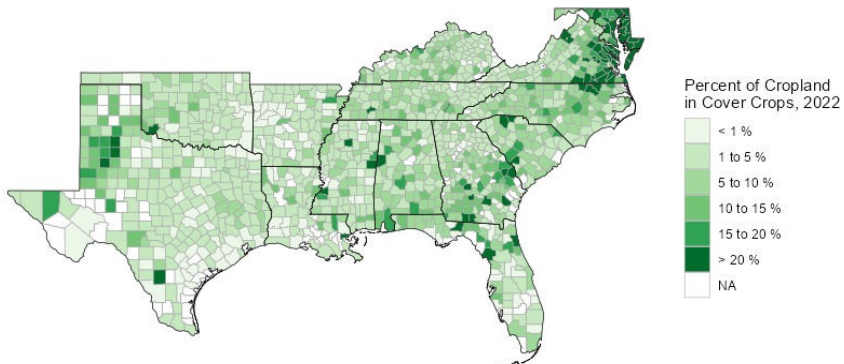 Percent of Cropland
in Cover Crops, 2022
< 1 %
1 to 5 %
5 to 10 %
10 to 15 %
15 to 20 %
> 20 %
NA